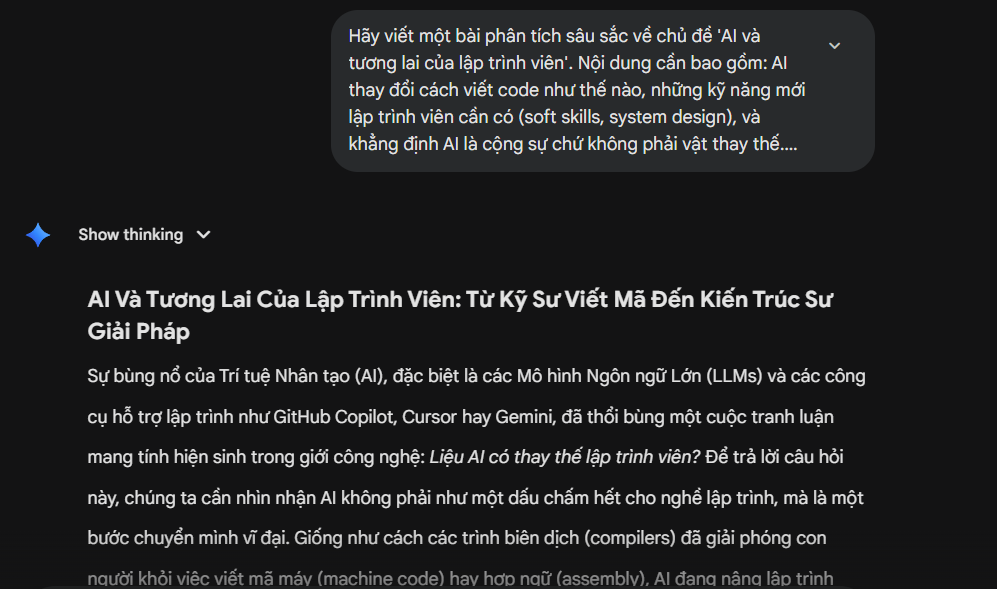 Hãy viết một bài phân tích sâu sắc về chủ đề 'AI và
tương lai của lập trình viên'. Nội dung cần bao gồm: AI
thay đổi cách viết code như thế nào, những kỹ năng mới
lập trình viên cần có (soft skills, system design), và
khẳng định AI là cộng sự chứ không phải vật thay thế....
Show thinking
AI Và Tương Lai Của Lập Trình Viên: Từ Kỹ Sư Viết Mã Đến Kiến Trúc Sư
Giải Pháp
Sự bùng nổ của Trí tuệ Nhân tạo (AI), đặc biệt là các Mô hình Ngôn ngữ Lớn (LLMs) và các công
cụ hỗ trợ lập trình như GitHub Copilot, Cursor hay Gemini, đã thổi bùng một cuộc tranh luận
mang tính hiện sinh trong giới công nghệ: Liệu AI có thay thế lập trình viên? Để trả lời câu hỏi
này, chúng ta cần nhìn nhận AI không phải như một dấu chấm hết cho nghề lập trình, mà là một
bước chuyển mình vĩ đại. Giống như cách các trình biên dịch (compilers) đã giải phóng con
người khỏi việc viết mã máy (machine code) hay hợp ngữ (assembly), AI đang nâng lập trình